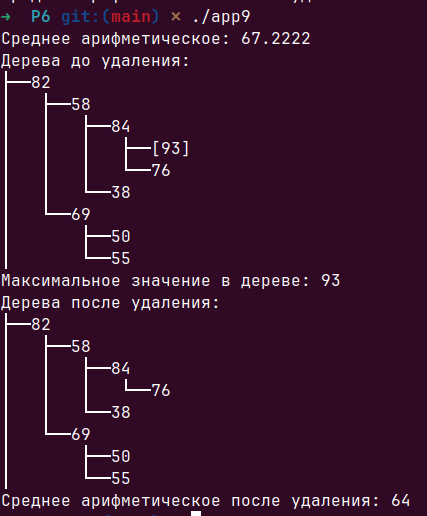 ➜ P6 git:(main) ✗ ./app9
Среднее арифметическое: 67.2222
Дерева до удаления:
82
58
84
[93]
76
38
69
50
55
Максимальное значение в дереве: 93
Дерева после удаления:
82
58
84
76
38
69
50
55
Среднее арифметическое после удаления: 64